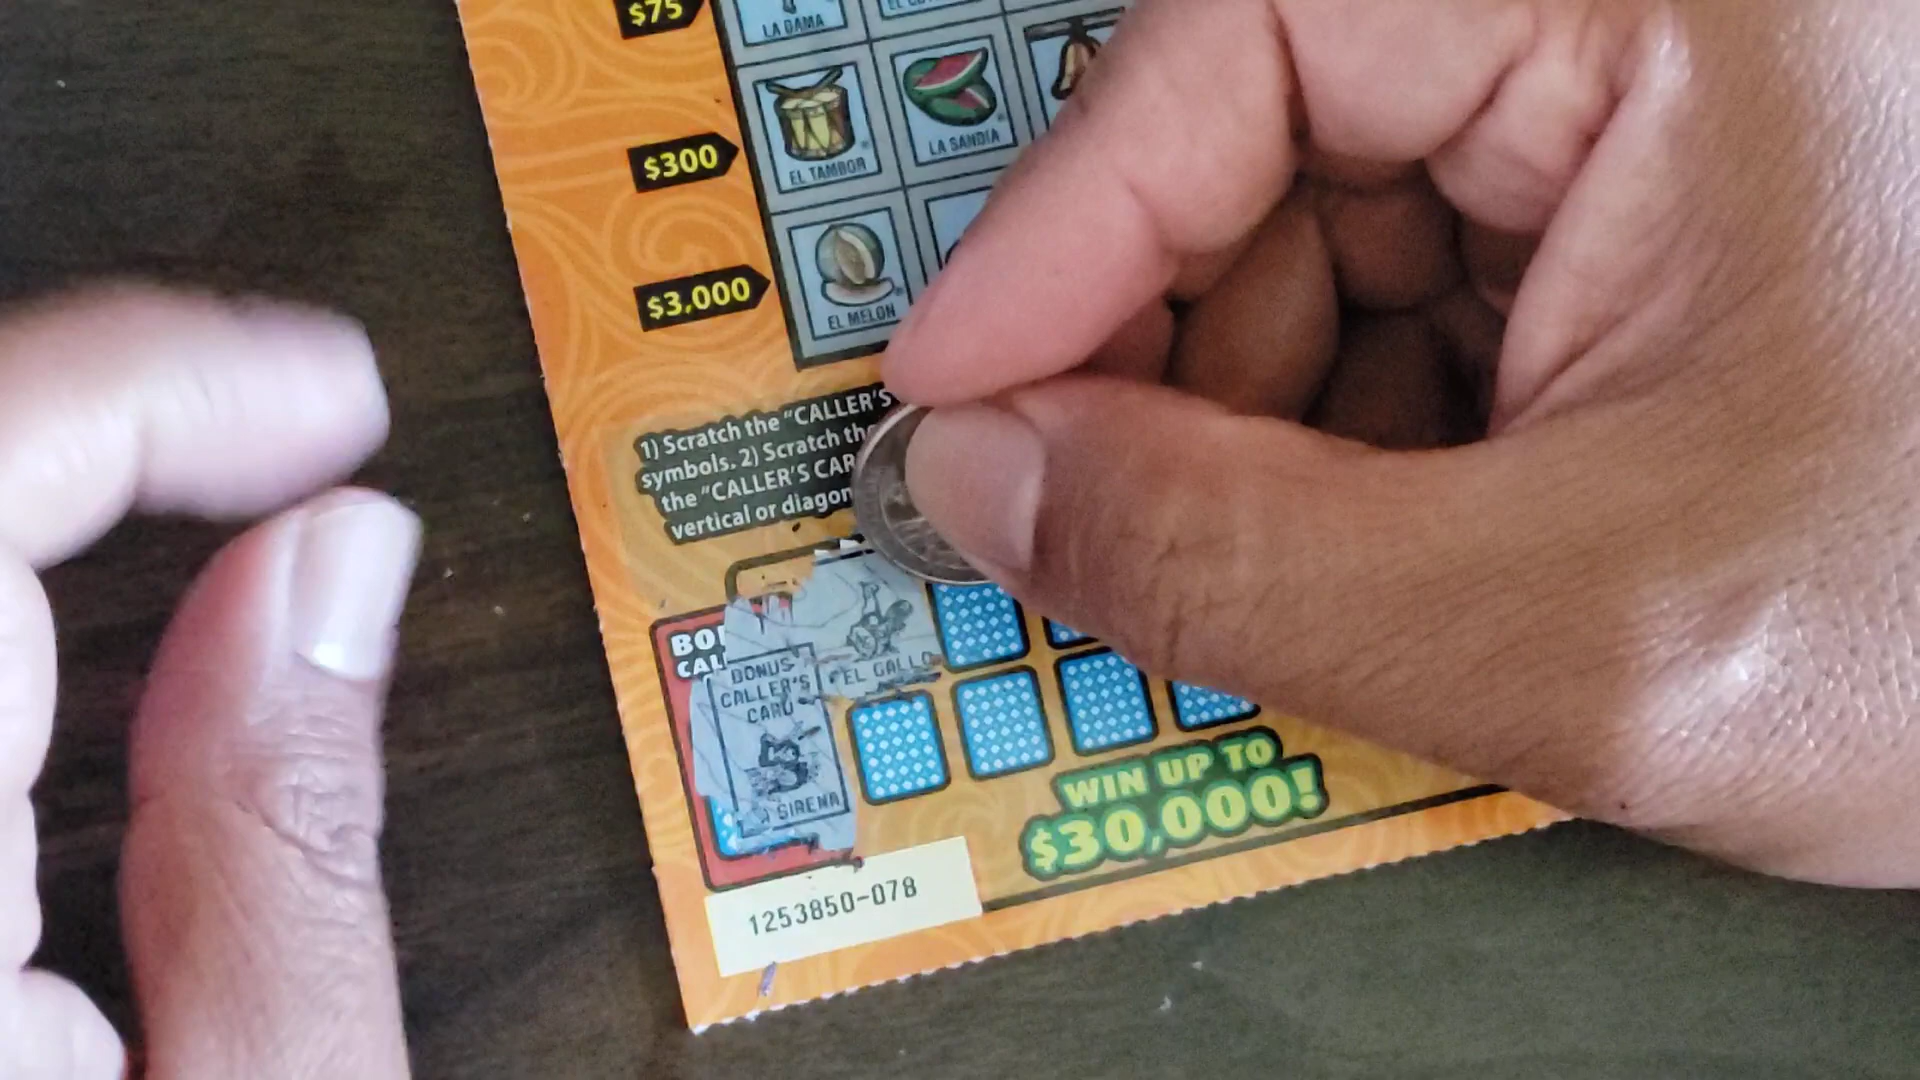 $75
LA DAMA
$300
EL TAMBOR
LA SANDIA
$3,000
EL MELON
1) Scratch the "CALLER'S
symbols. 2) Scratch the
the "CALLER'S CAR
vertical or diagon
BO
CAL
BONUS
CALLER'S
CARD
LA SIRENA
EL GALLO
WIN UP TO
$30,000!
1253850-078